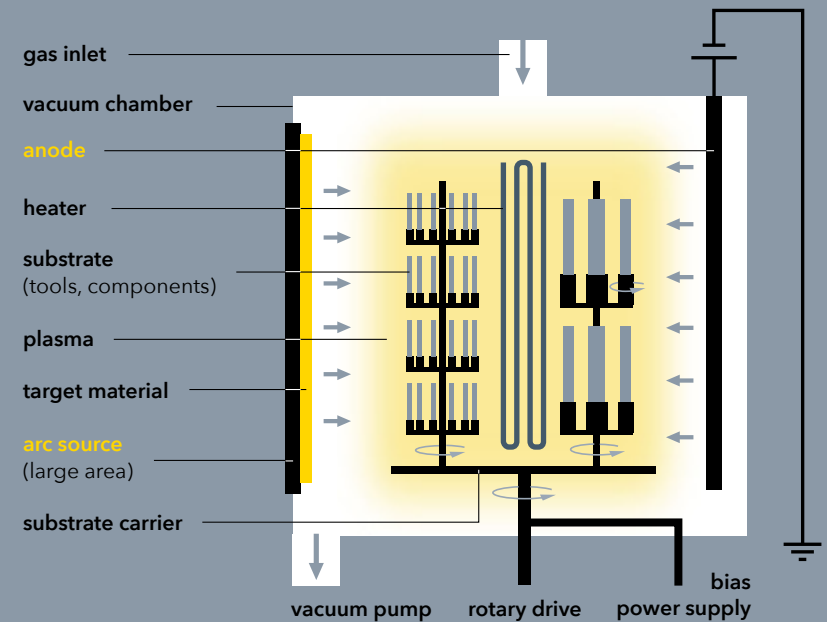 gas inlet
vacuum chamber
anode
heater
substrate
(tools, components)
plasma
target material
arc source
(large area)
substrate carrier
vacuum pump
rotary drive
bias
power supply